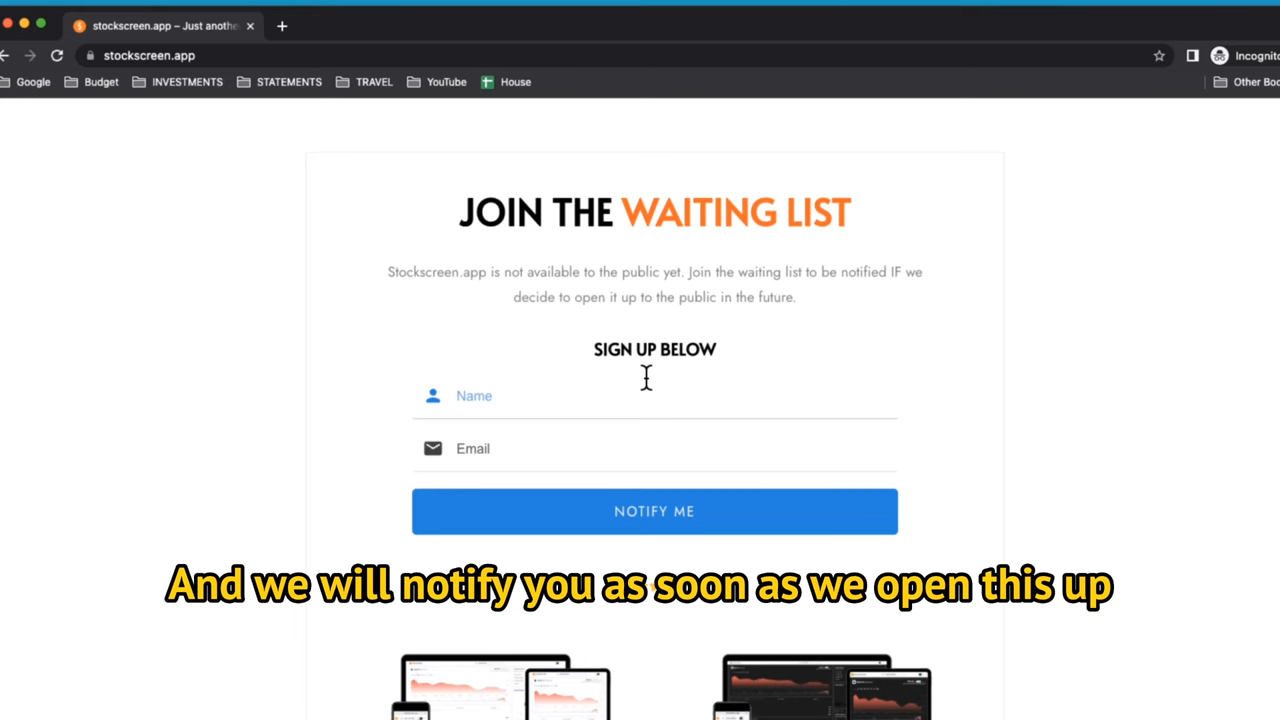 stockscreen.app – Just anothe
stockscreen.app
Incognito
Google Budget INVESTMENTS STATEMENTS TRAVEL YouTube House Other Boo
JOIN THE WAITING LIST
Stockscreen.app is not available to the public yet. Join the waiting list to be notified IF we
decide to open it up to the public in the future.
SIGN UP BELOW
Name
Email
NOTIFY ME
And we will notify you as soon as we open this up